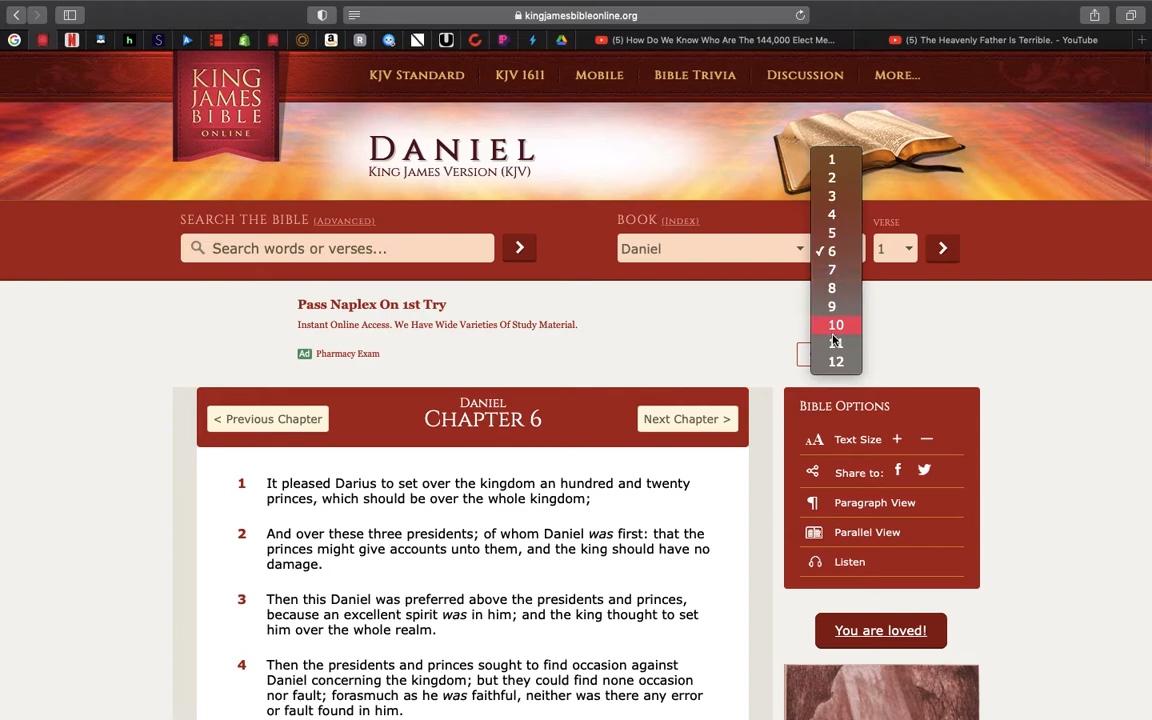 kingjamesbibleonline.org
(5) How Do We Know Who Are The 144,000 Elect Me...
(5) The Heavenly Father Is Terrible. - YouTube
KING
JAMES
BIBLE
ONLINE
KJV STANDARD
KJV 1611
MOBILE
BIBLE TRIVIA
DISCUSSION
MORE...
DANIEL
KING JAMES VERSION (KJV)
SEARCH THE BIBLE (ADVANCED)
Search words or verses...
BOOK (INDEX)
Daniel
VERSE
1
1
2
3
4
5
✓ 6
7
8
9
10
11
12
Pass Naplex On 1st Try
Instant Online Access. We Have Wide Varieties Of Study Material.
Ad Pharmacy Exam
< Previous Chapter
DANIEL
CHAPTER 6
Next Chapter >
1 It pleased Darius to set over the kingdom an hundred and twenty
princes, which should be over the whole kingdom;
2 And over these three presidents; of whom Daniel was first: that the
princes might give accounts unto them, and the king should have no
damage.
3 Then this Daniel was preferred above the presidents and princes,
because an excellent spirit was in him; and the king thought to set
him over the whole realm.
4 Then the presidents and princes sought to find occasion against
Daniel concerning the kingdom; but they could find none occasion
nor fault; forasmuch as he was faithful, neither was there any error
or fault found in him.
BIBLE OPTIONS
AA Text Size + −
Share to:
Paragraph View
Parallel View
Listen
You are loved!